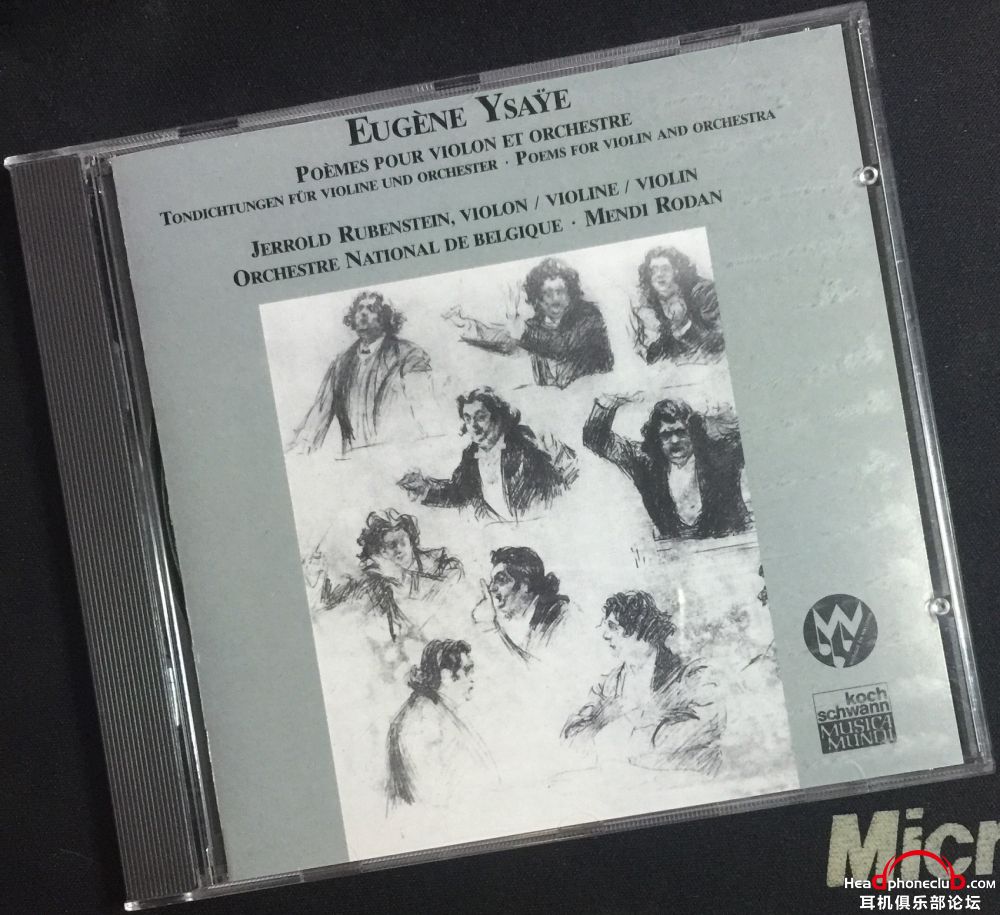 EUGÈNE YSAŸE
POÈMES POUR VIOLON ET ORCHESTRE
TONDICHTUNGEN FÜR VIOLINE UND ORCHESTER · POEMS FOR VIOLIN AND ORCHESTRA
JERROLD RUBENSTEIN, VIOLON / VIOLINE / VIOLIN
ORCHESTRE NATIONAL DE BELGIQUE · MENDI RODAN
koch
schwann
MUSICA
MUNDI
Micr
HeadphoneclubD.com
耳机俱乐部论坛